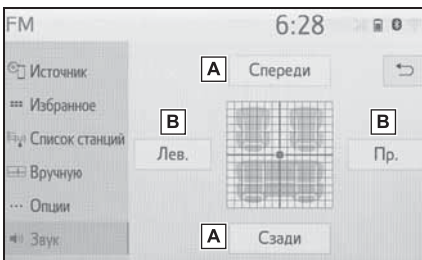 FM 6:28
Источник
A Спереди
Избранное
B B
Список станций
Лев. Пр.
Вручную
Опции
A Сзади
Звук